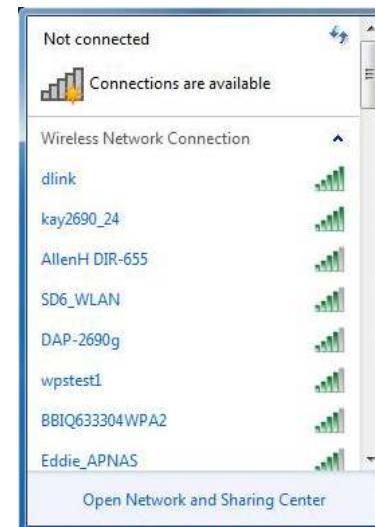 Not connected
Connections are available
Wireless Network Connection
dlink
kay2690_24
AllenH DIR-655
SD6_WLAN
DAP-2690g
wpstest1
BBIQ633304WPA2
Eddie_APNAS
Open Network and Sharing Center